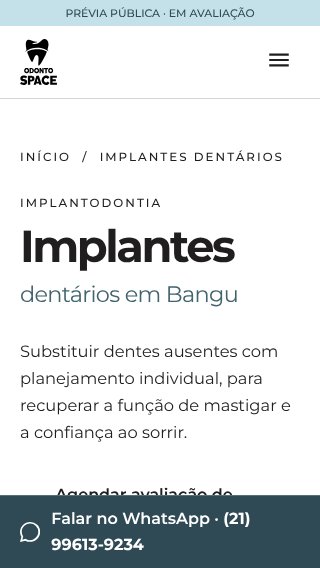 PRÉVIA PÚBLICA · EM AVALIAÇÃO
ODONTO
SPACE
INÍCIO / IMPLANTES DENTÁRIOS
IMPLANTODONTIA
Implantes
dentários em Bangu
Substituir dentes ausentes com
planejamento individual, para
recuperar a função de mastigar e
a confiança ao sorrir.
Agendar avaliação de
Falar no WhatsApp · (21)
99613-9234